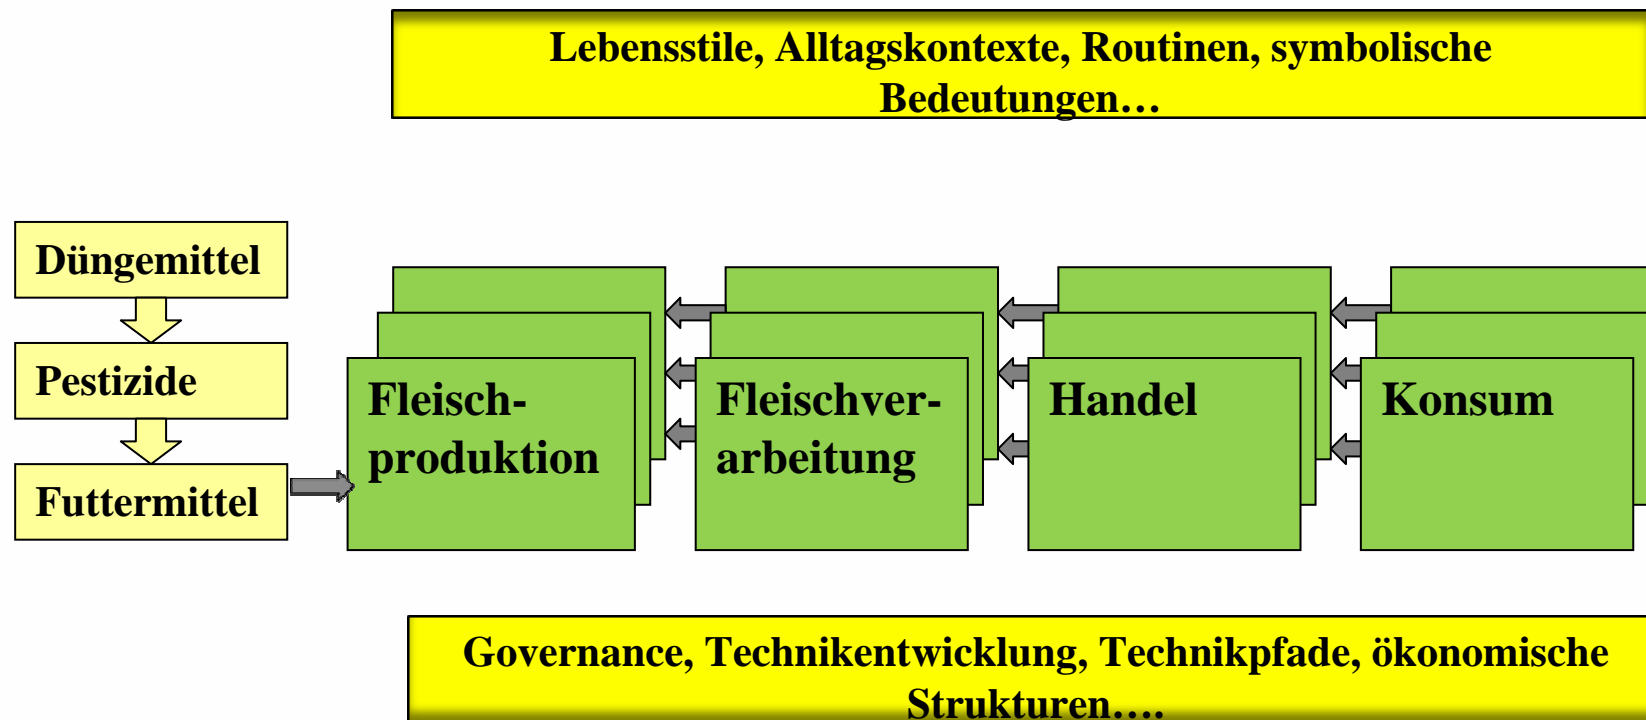 Lebensstile, Alltagskontexte, Routinen, symbolische
Bedeutungen…
Düngemittel
Pestizide
Futtermittel
Fleisch-
produktion
Fleischver-
arbeitung
Handel
Konsum
Governance, Technikentwicklung, Technikpfade, ökonomische
Strukturen….